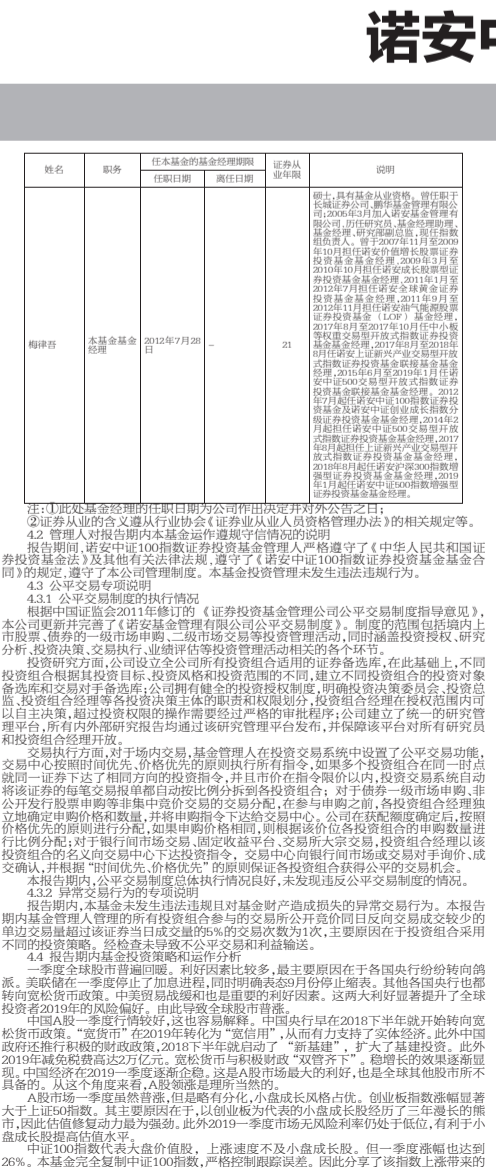 诺安中
姓名
职务
任本基金的基金经理期限
任职日期
离任日期
证券从
业年限
说明
梅律吾
本基金基金
经理
2012年7月28
日
–
21
硕士，具有基金从业资格。曾任职于
长城证券公司、鹏华基金管理有限公
司；2005年3月加入诺安基金管理有
限公司，历任研究员、基金经理助理、
基金经理、研究部副总监，现任指数
组负责人。曾于2007年11月至2009
年10月担任诺安价值增长股票证券
投资基金基金经理，2009年3月至
2010年10月担任诺安成长股票型证
券投资基金基金经理、2011年1月至
2012年7月担任诺安全球黄金证券
投资基金基金经理，2011年9月至
2012年11月担任诺安油气能源股票
证券投资基金（LOF）基金经理，
2017年8月至2017年10月任中小板
等权重交易型开放式指数证券投资
基金基金经理，2017年8月至2018年
8月任诺安上证新兴产业交易型开放
式指数证券投资基金联接基金基金
经理，2015年6月至2019年1月任诺
安中证500交易型开放式指数证券
投资基金联接基金基金经理。2012
年7月起任诺安中证100指数证券投
资基金及诺安中证创业成长指数分
级证券投资基金经理，2014年2
月起担任诺安中证500交易型开放
式指数证券投资基金基金经理，2017
年8月起担任上证新兴产业交易型开
放式指数证券投资基金基金经理，
2018年8月起任诺安沪深300指数增
强型证券投资基金经理，2019
年1月起任诺安中证500指数增强型
证券投资基金基金经理。
注：①此处基金经理的任职日期为公司作出决定并对外公告之日；
②证券从业的含义遵从行业协会《证券业从业人员资格管理办法》的相关规定等。
4.2 管理人对报告期内本基金运作遵规守信情况的说明
报告期间，诺安中证100指数证券投资基金管理人严格遵守了《中华人民共和国证
券投资基金法》及其他有关法律法规，遵守了《诺安中证100指数证券投资基金基金合
同》的规定，遵守了本公司管理制度。本基金投资管理未发生违法违规行为。
4.3 公平交易专项说明
4.3.1 公平交易制度的执行情况
根据中国证监会2011年修订的《证券投资基金管理公司公平交易制度指导意见》，
本公司更新并完善了《诺安基金管理有限公司公平交易制度》。制度的范围包括境内上
市股票、债券的一级市场申购、二级市场交易等投资管理活动，同时涵盖投资授权、研究
分析、投资决策、交易执行、业绩评估等投资管理活动相关的各个环节。
投资研究方面，公司设立全公司所有投资组合适用的证券备选库，在此基础上，不同
投资组合根据其投资目标、投资风格和投资范围的不同，建立不同投资组合的投资对象
备选库和交易对手备选库；公司拥有健全的投资授权制度，明确投资决策委员会、投资总
监、投资组合经理等各投资决策主体的职责和权限划分，投资组合经理在授权范围内可
以自主决策，超过投资权限的操作需要经过严格的审批程序；公司建立了统一的研究管
理平台，所有内外部研究报告均通过该研究管理平台发布，并保障该平台对所有研究员
和投资组合经理开放。
交易执行方面，对于场内交易，基金管理人在投资交易系统中设置了公平交易功能，
交易中心按照时间优先、价格优先的原则执行所有指令，如果多个投资组合在同一时点
就同一证券下达了相同方向的投资指令，并且市价在指令限价以内，投资交易系统自动
将该证券的每笔交易报单都自动按比例分拆到各投资组合；对于债券一级市场申购、非
公开发行股票申购等非集中竞价交易的交易分配，在参与申购之前，各投资组合经理独
立地确定申购价格和数量，并将申购指令下达给交易中心。公司在获配额度确定后，按照
价格优先的原则进行分配，如果申购价格相同，则根据该价位各投资组合的申购数量进
行比例分配；对于银行间市场交易、固定收益平台、交易所大宗交易，投资组合经理以该
投资组合的名义向交易中心下达投资指令，交易中心向银行间市场或交易对手询价、成
交确认，并根据“时间优先、价格优先”的原则保证各投资组合获得公平的交易机会。
本报告期内，公平交易制度总体执行情况良好，未发现违反公平交易制度的情况。
4.3.2 异常交易行为的专项说明
报告期内，本基金未发生违法违规且对基金财产造成损失的异常交易行为。本报告
期内基金管理人管理的所有投资组合参与的交易所公开竞价同日反向交易成交较少的
单边交易量超过该证券当日成交量的5%的交易次数为1次，主要原因在于投资组合采用
不同的投资策略。经检查未导致不公平交易和利益输送。
4.4 报告期内基金投资策略和运作分析
一季度全球股市普遍回暖。利好因素比较多，最主要原因在于各国央行纷纷转向鸽
派。美联储在一季度停止了加息进程，同时明确表态9月份停止缩表。其他各国央行也都
转向宽松货币政策。中美贸易战缓和也是重要的利好因素。这两大利好显著提升了全球
投资者2019年的风险偏好。由此导致全球股市普涨。
中国A股一季度行情较好，这也容易解释。中国央行早在2018下半年就开始转向宽
松货币政策。“宽货币”在2019年转化为“宽信用”，从而有力支持了实体经济。此外中国
政府还推行积极的财政政策，2018下半年就启动了“新基建”，扩大了基建投资。此外
2019年减免税费高达2万亿元。宽松货币与积极财政“双管齐下”。稳增长的效果逐渐显
现。中国经济在2019一季度逐渐企稳。这是A股市场最大的利好，也是全球其他股市所不
具备的。从这个角度来看，A股领涨是理所当然的。
A股市场一季度虽然普涨，但是略有分化，小盘成长风格占优。创业板指数涨幅显著
大于上证50指数。其主要原因在于，以创业板为代表的小盘成长股经历了三年漫长的熊
市，因此估值修复动力最为强劲。此外2019一季度市场无风险利率仍处于低位，有利于小
盘成长股提高估值水平。
中证100指数代表大盘价值股，上涨速度不及小盘成长股。但一季度涨幅也达到
26%。本基金完全复制中证100指数，严格控制跟踪误差。因此分享了该指数上涨带来的